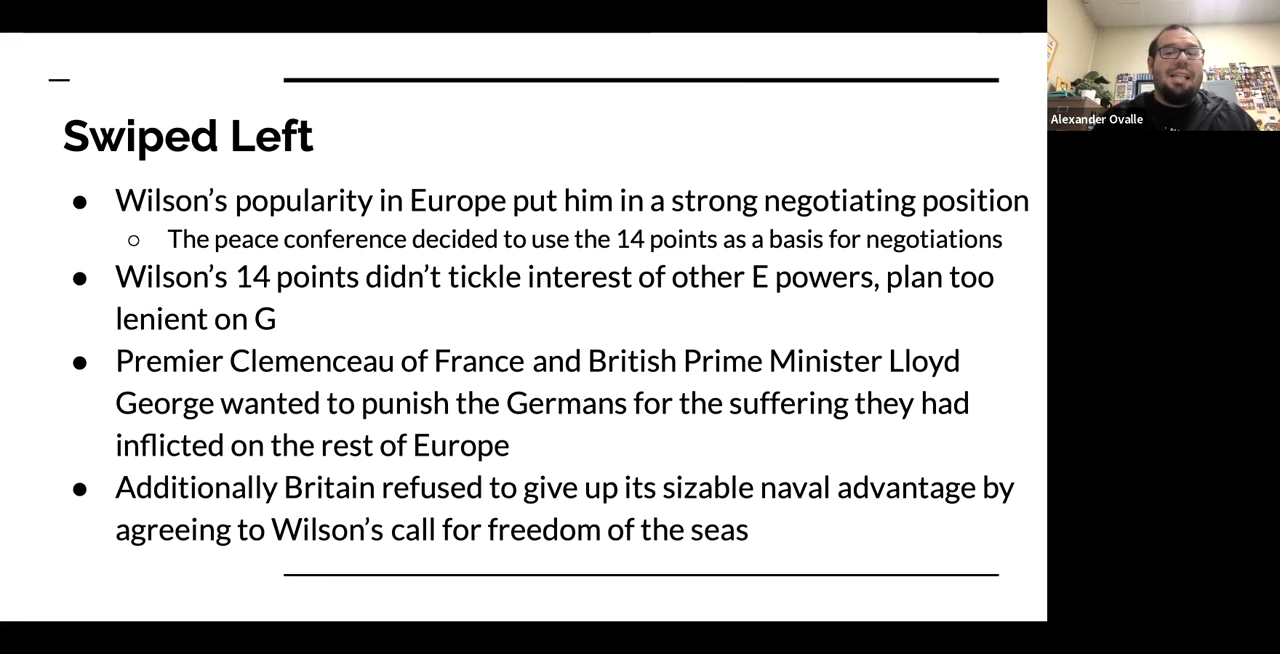 Swiped Left
● Wilson’s popularity in Europe put him in a strong negotiating position
○ The peace conference decided to use the 14 points as a basis for negotiations
● Wilson’s 14 points didn’t tickle interest of other E powers, plan too
lenient on G
● Premier Clemenceau of France and British Prime Minister Lloyd
George wanted to punish the Germans for the suffering they had
inflicted on the rest of Europe
● Additionally Britain refused to give up its sizable naval advantage by
agreeing to Wilson’s call for freedom of the seas
Alexander Ovalle